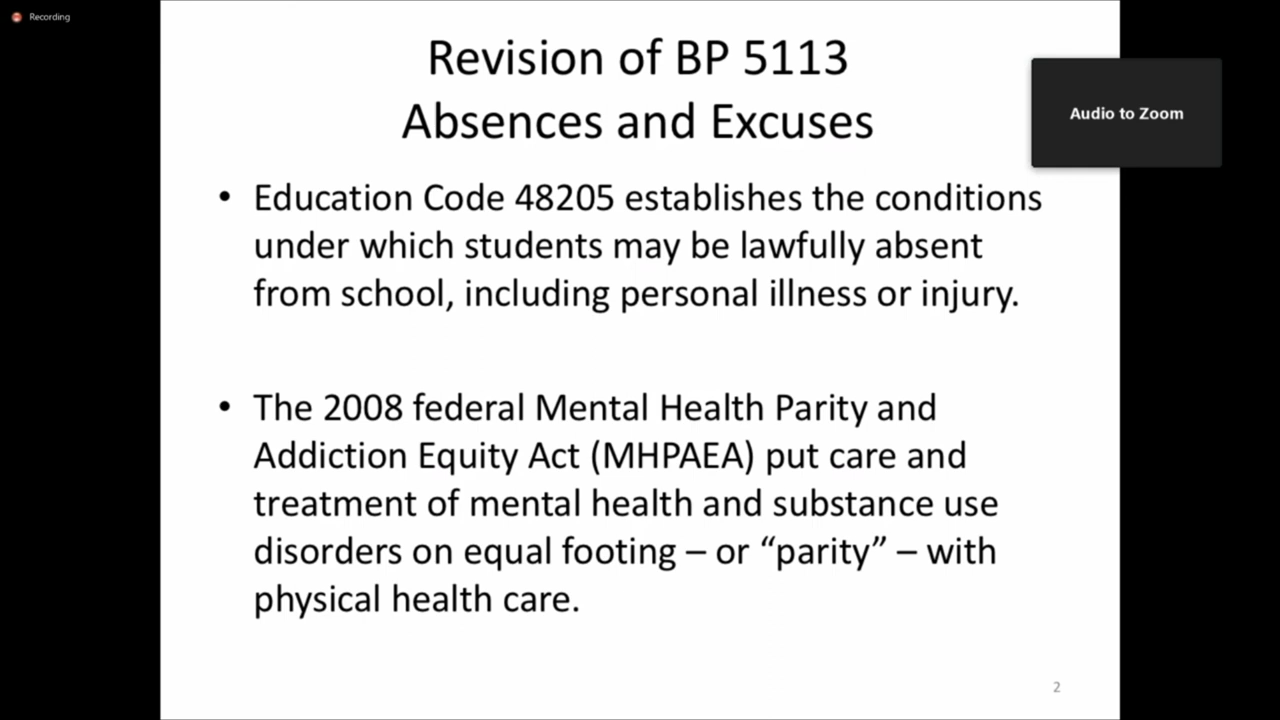 Recording
Revision of BP 5113
Absences and Excuses
Audio to Zoom
• Education Code 48205 establishes the conditions
under which students may be lawfully absent
from school, including personal illness or injury.
• The 2008 federal Mental Health Parity and
Addiction Equity Act (MHPAEA) put care and
treatment of mental health and substance use
disorders on equal footing – or “parity” – with
physical health care.
2